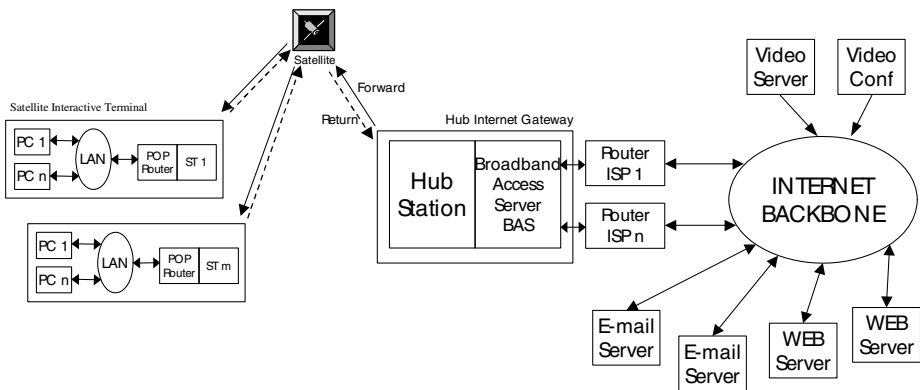 Satellite
Video
Server
Video
Conf
Forward
Return
Satellite Interactive Terminal
PC 1
PC n
LAN
POP
Router
ST 1
Hub Internet Gateway
Hub
Station
Broadband
Access
Server
BAS
Router
ISP 1
Router
ISP n
INTERNET
BACKBONE
PC 1
PC n
LAN
POP
Router
ST m
E-mail
Server
E-mail
Server
WEB
Server
WEB
Server